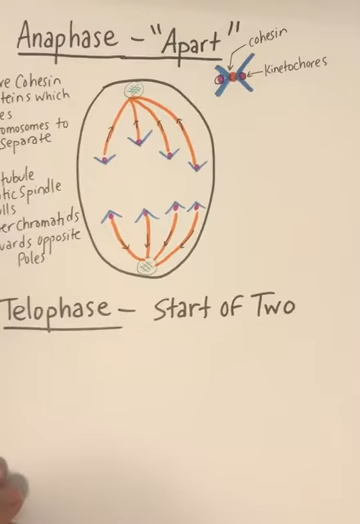 Anaphase - "Apart"
cohesin
Kinetochores
ve Cohesin
teins which
es
omosomes to
Separate
tubule
tic Spindle
lls
er Chromatids
wards opposite
Poles
Telophase - Start of Two